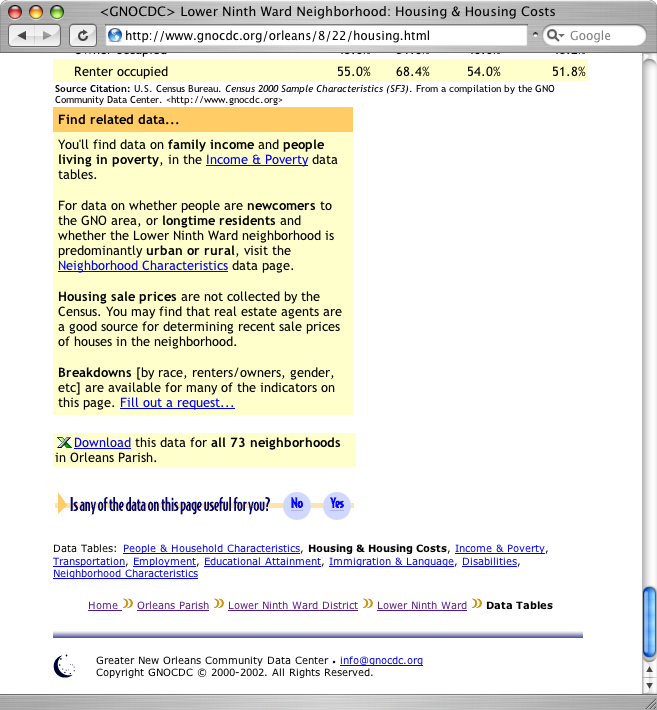 <GNOCDC> Lower Ninth Ward Neighborhood: Housing & Housing Costs
http://www.gnocdc.org/orleans/8/22/housing.html
Google
Renter occupied 55.0% 68.4% 54.0% 51.8%
Source Citation: U.S. Census Bureau. Census 2000 Sample Characteristics (SF3). From a compilation by the GNO
Community Data Center. <http://www.gnocdc.org>
Find related data...
You'll find data on family income and people
living in poverty, in the Income & Poverty data
tables.
For data on whether people are newcomers to
the GNO area, or longtime residents and
whether the Lower Ninth Ward neighborhood is
predominantly urban or rural, visit the
Neighborhood Characteristics data page.
Housing sale prices are not collected by the
Census. You may find that real estate agents are
a good source for determining recent sale prices
of houses in the neighborhood.
Breakdowns [by race, renters/owners, gender,
etc] are available for many of the indicators on
this page. Fill out a request...
Download this data for all 73 neighborhoods
in Orleans Parish.
Is any of the data on this page useful for you? No Yes
Data Tables: People & Household Characteristics, Housing & Housing Costs, Income & Poverty,
Transportation, Employment, Educational Attainment, Immigration & Language, Disabilities,
Neighborhood Characteristics
Home » Orleans Parish » Lower Ninth Ward District » Lower Ninth Ward » Data Tables
Greater New Orleans Community Data Center • info@gnocdc.org
Copyright GNOCDC © 2000-2002. All Rights Reserved.